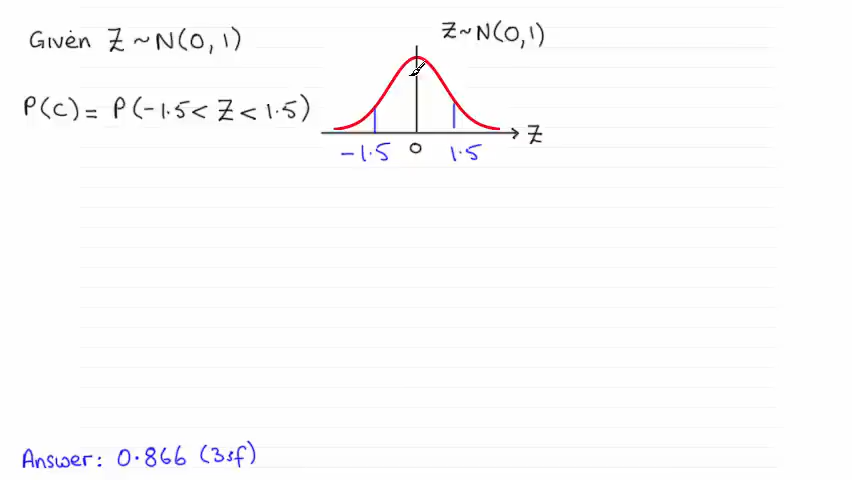 Given Z ~ N(0, 1)
Z ~ N(0, 1)
P(C) = P(-1.5 < Z < 1.5)
-1.5 0 1.5 Z
Answer: 0.866 (3sf)